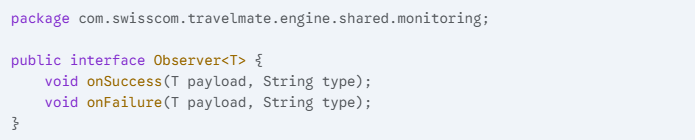 package com.swisscom.travelmate.engine.shared.monitoring;

public interface Observer<T> {
    void onSuccess(T payload, String type);
    void onFailure(T payload, String type);
}